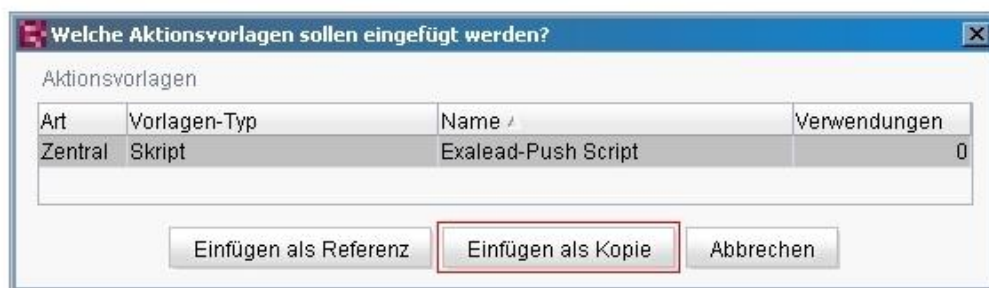 Welche Aktionsvorlagen sollen eingefügt werden?
Aktionsvorlagen
Art Vorlagen-Typ Name Verwendungen
Zentral Skript Exalead-Push Script 0
Einfügen als Referenz Einfügen als Kopie Abbrechen